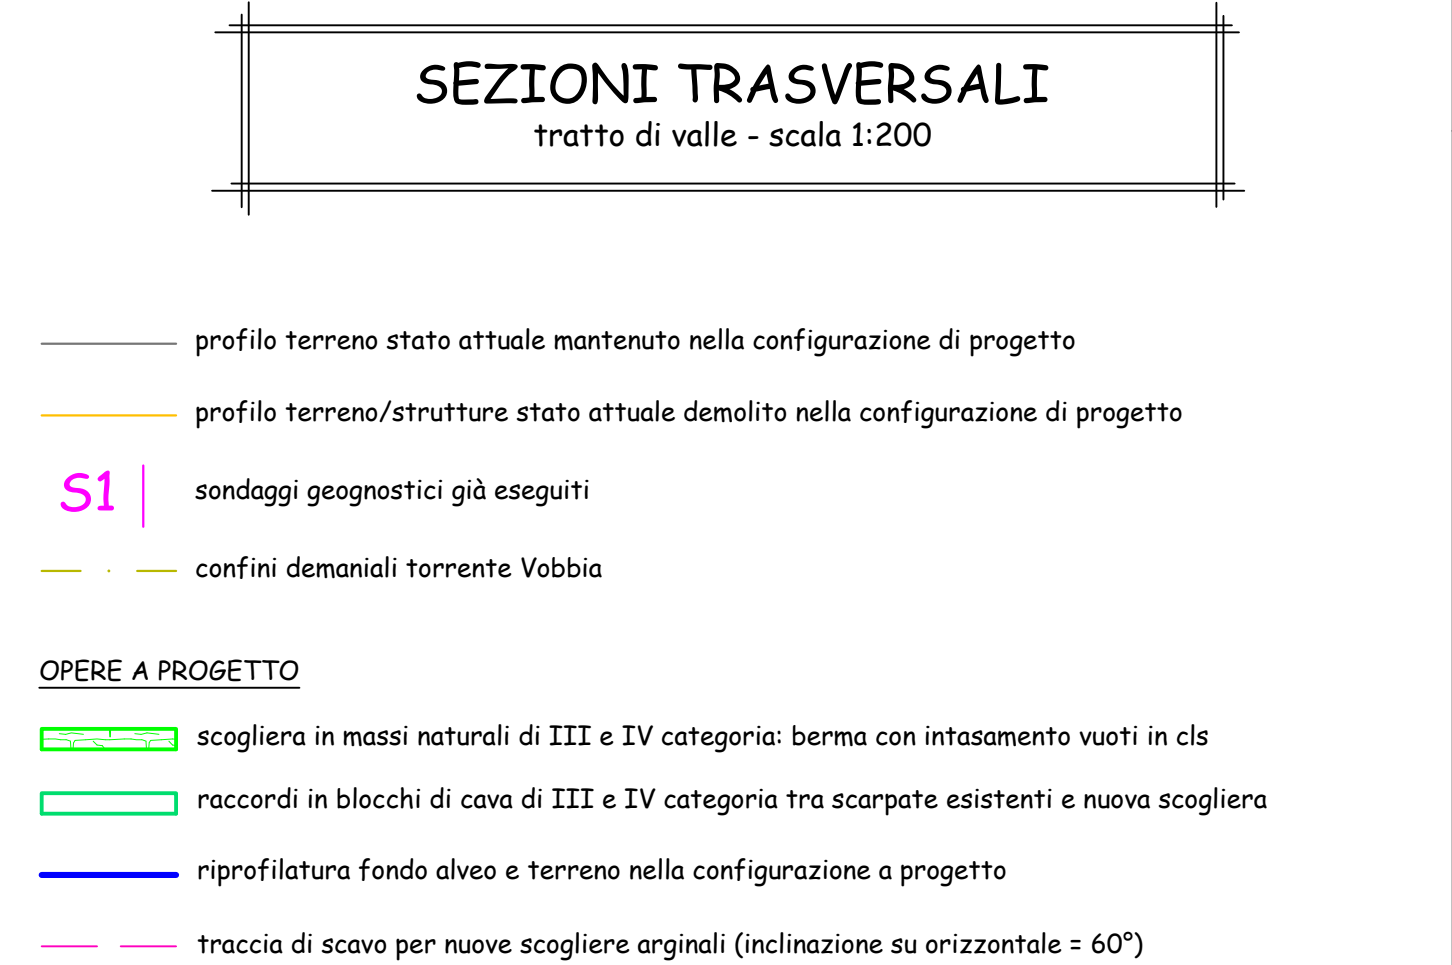 SEZIONI TRASVERSALI
tratto di valle - scala 1:200
profilo terreno stato attuale mantenuto nella configurazione di progetto
profilo terreno/strutture stato attuale demolito nella configurazione di progetto
S1 sondaggi geognostici già eseguiti
confini demaniali torrente Vobbia
OPERE A PROGETTO
scogliera in massi naturali di III e IV categoria: berma con intasamento vuoti in cls
raccordi in blocchi di cava di III e IV categoria tra scarpate esistenti e nuova scogliera
riprofilatura fondo alveo e terreno nella configurazione a progetto
traccia di scavo per nuove scogliere arginali (inclinazione su orizzontale = 60°)